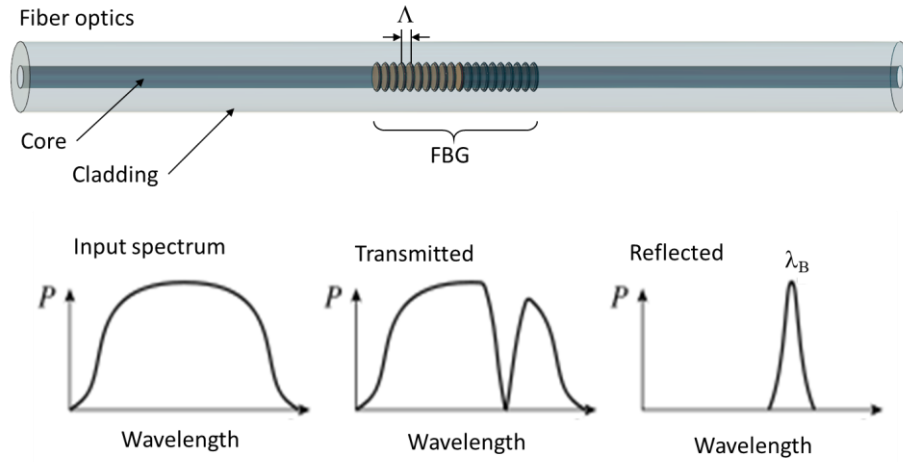 Fiber optics
Λ
Core
Cladding
FBG
Input spectrum
Transmitted
Reflected
λB
P
P
P
Wavelength
Wavelength
Wavelength